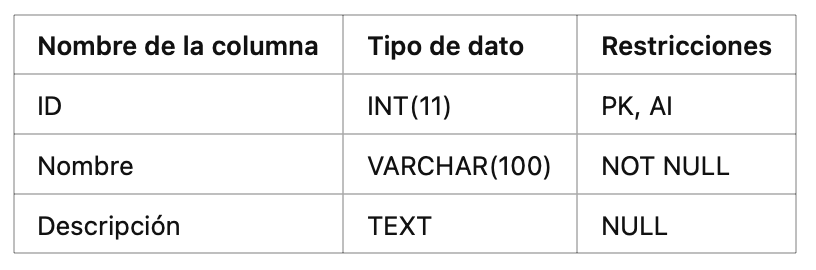 Nombre de la columna Tipo de dato Restricciones
ID INT(11) PK, AI
Nombre VARCHAR(100) NOT NULL
Descripción TEXT NULL